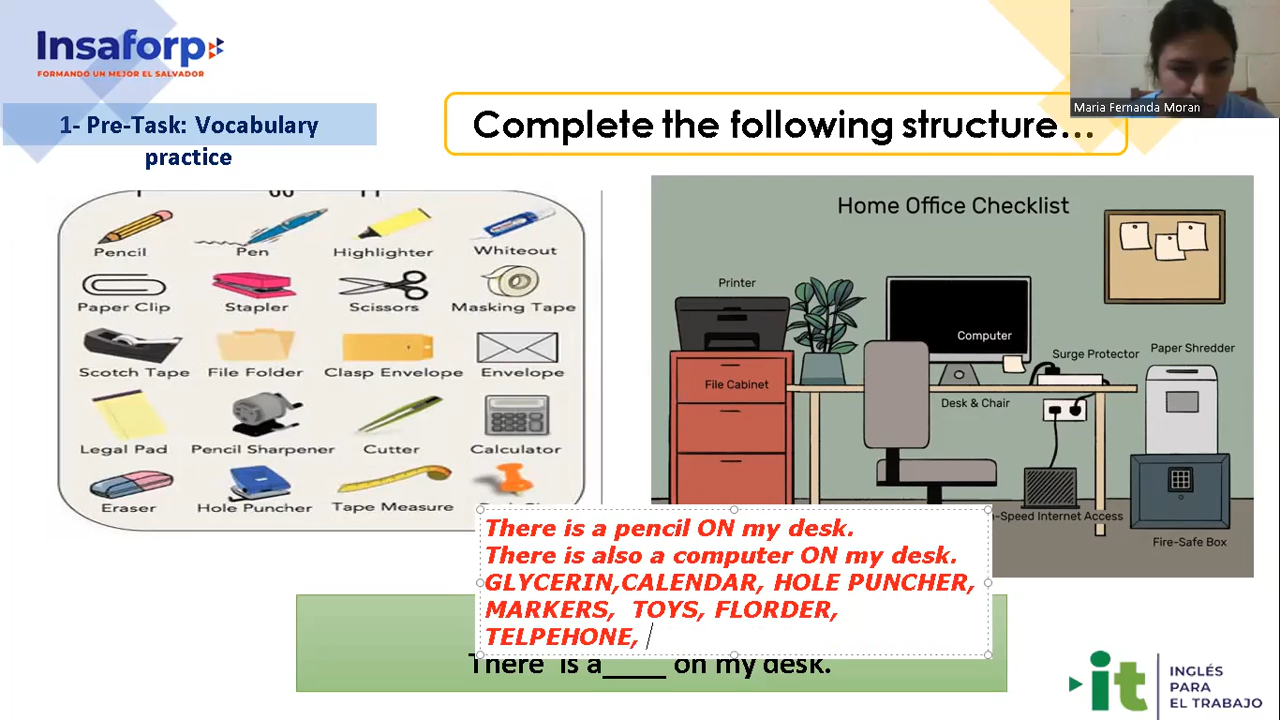 Insaforp
FORMANDO UN MEJOR EL SALVADOR
Maria Fernanda Moran
1- Pre-Task: Vocabulary
practice
Complete the following structure...
Pencil Pen Highlighter Whiteout
Paper Clip Stapler Scissors Masking Tape
Scotch Tape File Folder Clasp Envelope Envelope
Legal Pad Pencil Sharpener Cutter Calculator
Eraser Hole Puncher Tape Measure
Home Office Checklist
Printer
Computer
Surge Protector
Paper Shredder
File Cabinet
Desk & Chair
-Speed Internet Access
Fire-Safe Box
There is a pencil ON my desk.
There is also a computer ON my desk.
GLYCERIN,CALENDAR, HOLE PUNCHER,
MARKERS, TOYS, FLORDER,
TELPEHONE,
There is a____ on my desk.
it
INGLÉS
PARA
EL TRABAJO